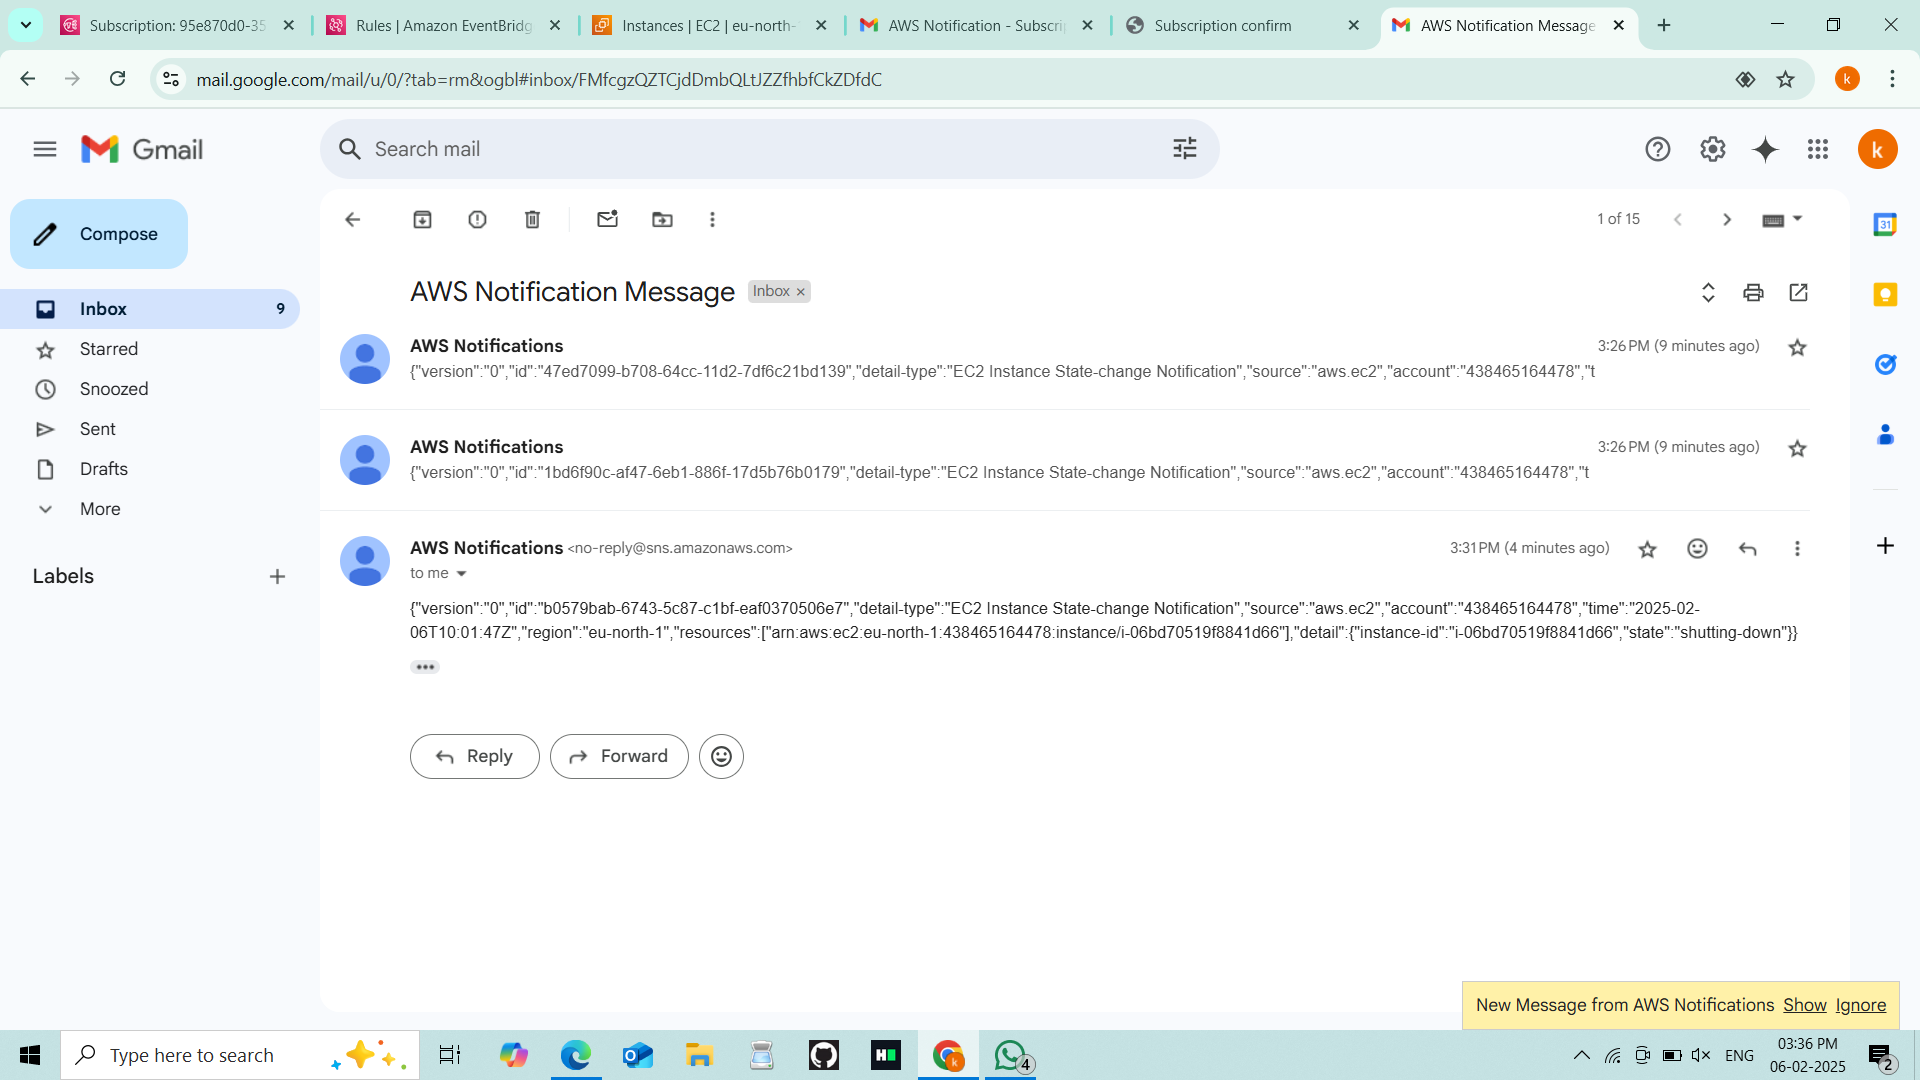 Subscription: 95e870d0-35
Rules | Amazon EventBridg
Instances | EC2 | eu-north-
AWS Notification - Subscrip
Subscription confirm
AWS Notification Message
mail.google.com/mail/u/0/?tab=rm&ogbl#inbox/FMfcgzQZTCjdDmbQLtJZZfhbfCkZDfdC
k
Gmail
Search mail
k
Compose
1 of 15
31
AWS Notification Message
Inbox ×
Inbox 9
Starred
Snoozed
Sent
Drafts
More
Labels
AWS Notifications
3:26 PM (9 minutes ago)
{"version":"0","id":"47ed7099-b708-64cc-11d2-7df6c21bd139","detail-type":"EC2 Instance State-change Notification","source":"aws.ec2","account":"438465164478","t
AWS Notifications
3:26 PM (9 minutes ago)
{"version":"0","id":"1bd6f90c-af47-6eb1-886f-17d5b76b0179","detail-type":"EC2 Instance State-change Notification","source":"aws.ec2","account":"438465164478","t
AWS Notifications <no-reply@sns.amazonaws.com>
3:31 PM (4 minutes ago)
to me
{"version":"0","id":"b0579bab-6743-5c87-c1bf-eaf0370506e7","detail-type":"EC2 Instance State-change Notification","source":"aws.ec2","account":"438465164478","time":"2025-02-
06T10:01:47Z","region":"eu-north-1","resources":["arn:aws:ec2:eu-north-1:438465164478:instance/i-06bd70519f8841d66"],"detail":{"instance-id":"i-06bd70519f8841d66","state":"shutting-down"}}
Reply
Forward
New Message from AWS Notifications Show Ignore
Type here to search
H
k
4
ENG
03:36 PM
06-02-2025
2